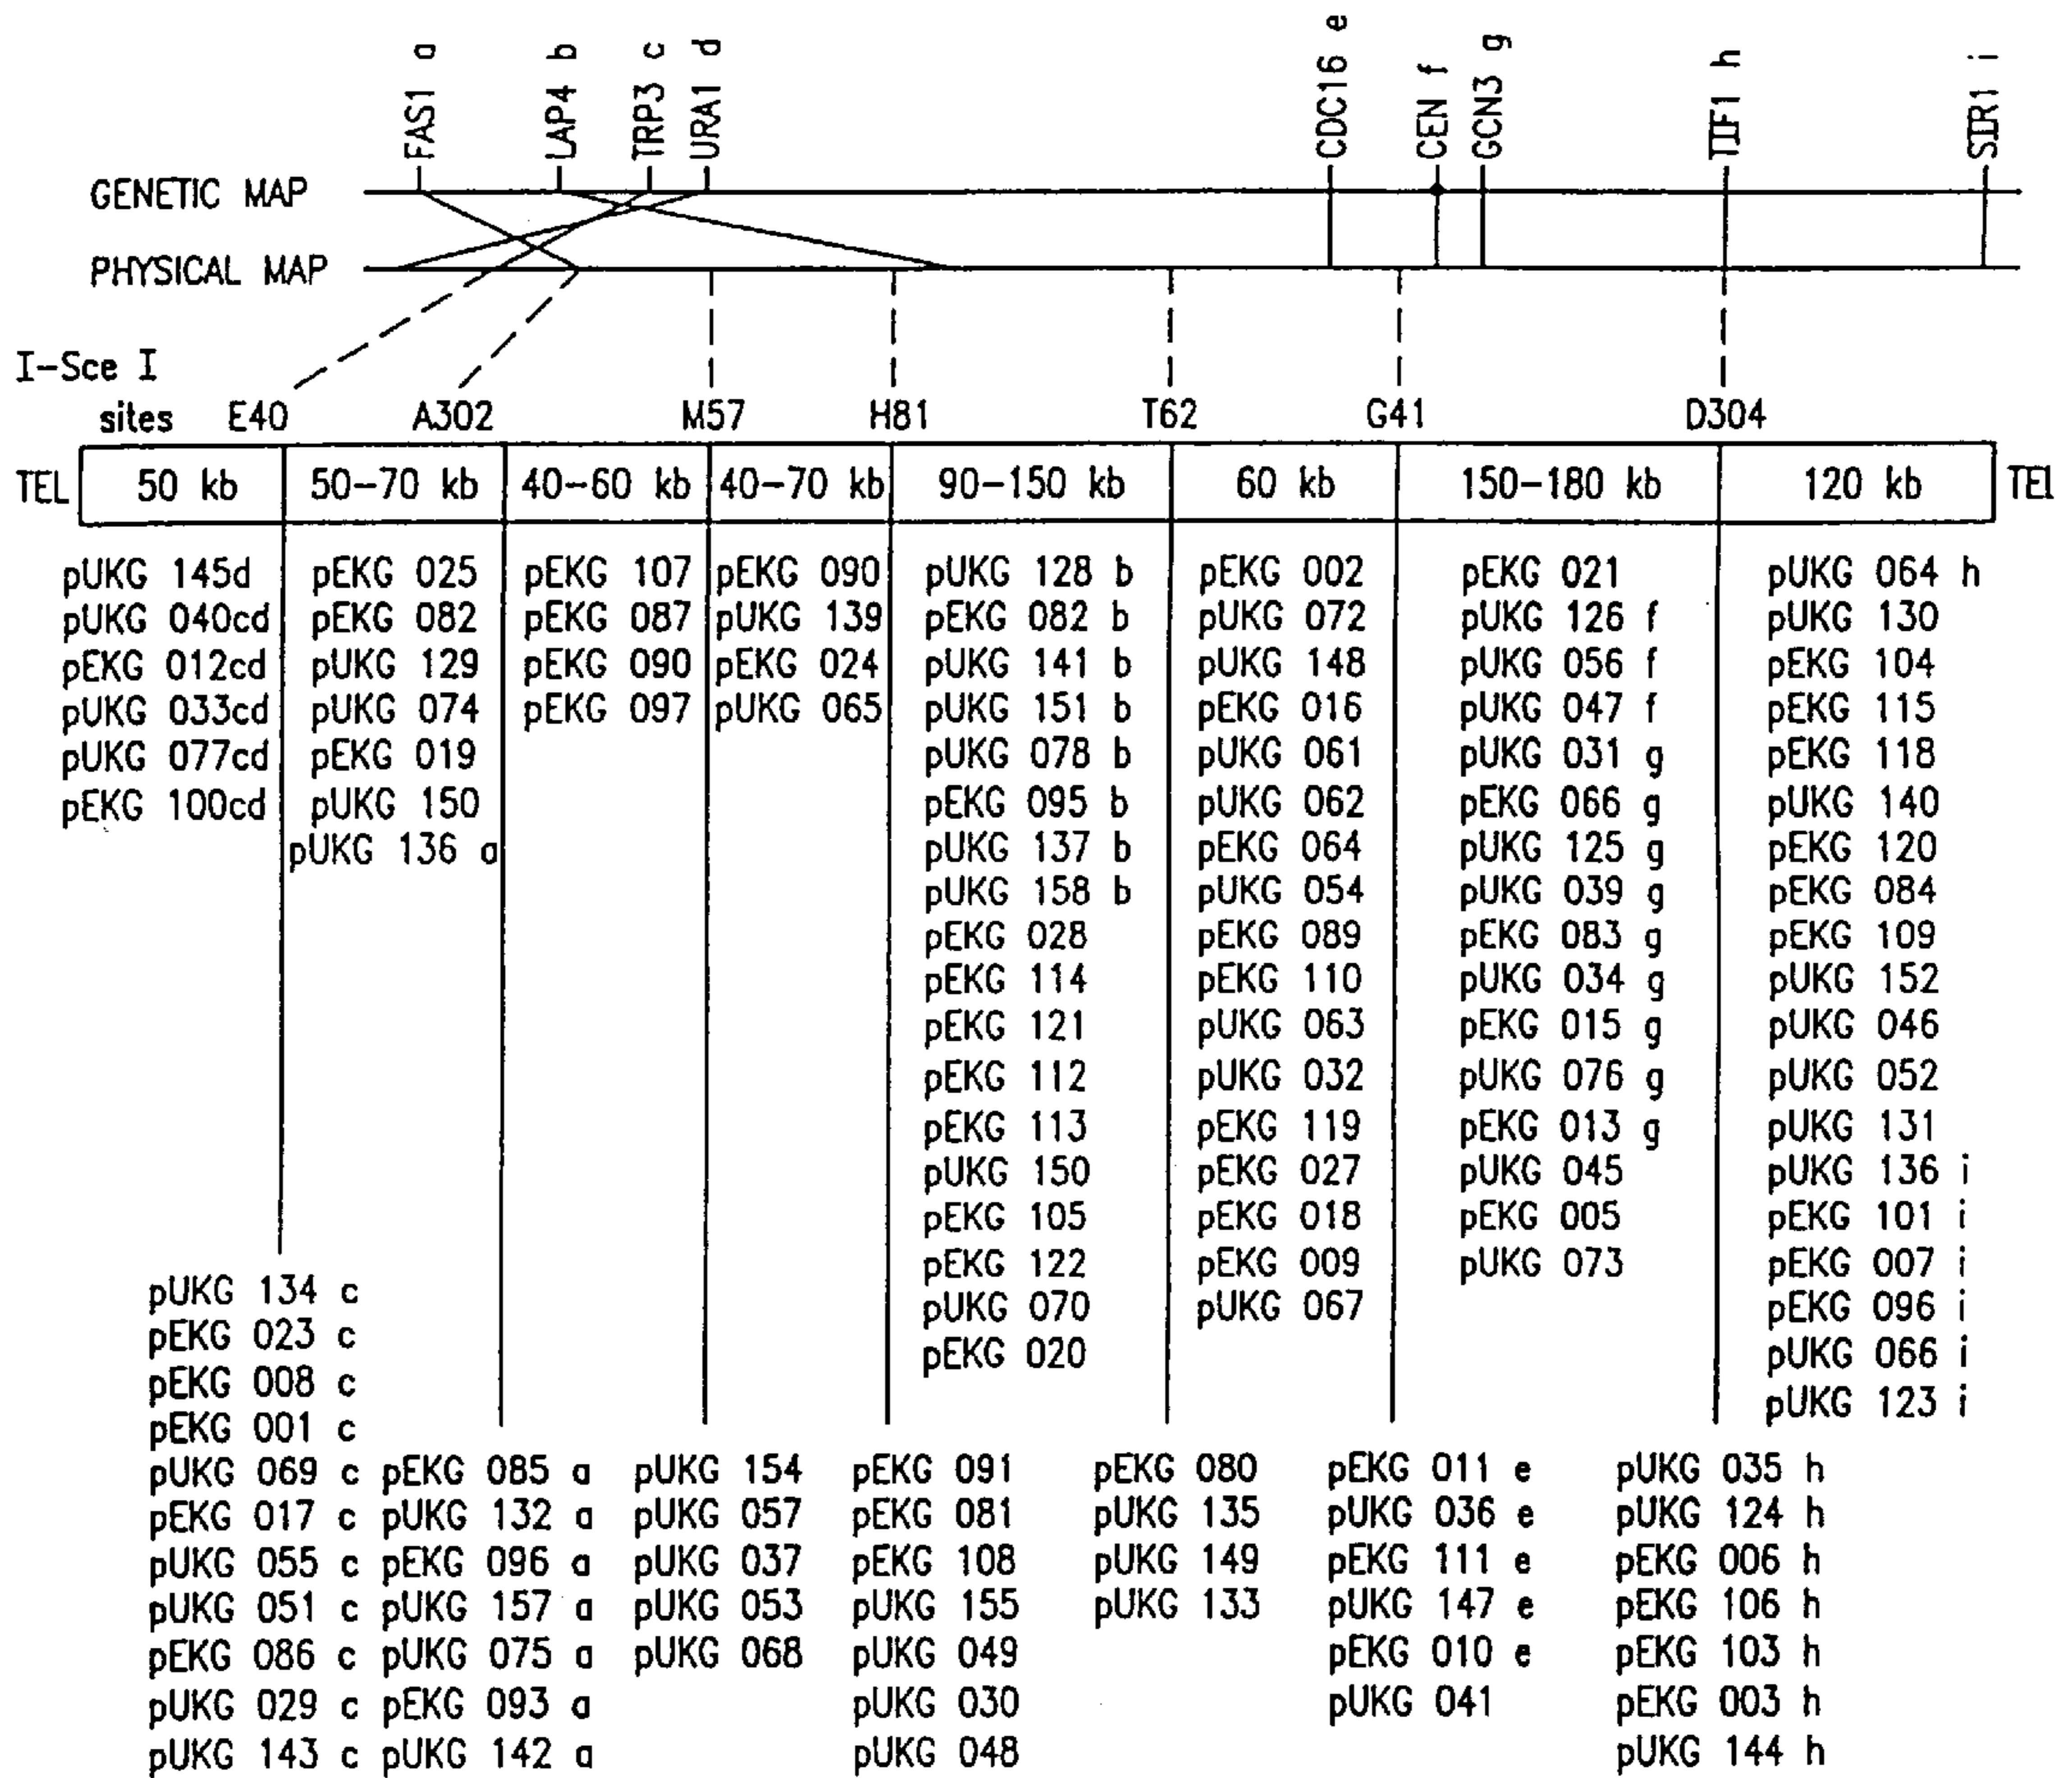 FAS1 a LAP4 b TRP3 c URA1 d CDC16 e CEN f GCN3 g TIF1 h SIR1 i
GENETIC MAP
PHYSICAL MAP
I-Sce I
sites E40 A302 M57 H81 T62 G41 D304
TEL 50 kb 50-70 kb 40-60 kb 40-70 kb 90-150 kb 60 kb 150-180 kb 120 kb TEL
pUKG 145d pEKG 025 pEKG 107 pEKG 090 pUKG 128 b pEKG 002 pEKG 021 pUKG 064 h
pUKG 040cd pEKG 082 pEKG 087 pUKG 139 pEKG 082 b pUKG 072 pUKG 126 f pUKG 130
pEKG 012cd pUKG 129 pEKG 090 pEKG 024 pUKG 141 b pUKG 148 pUKG 056 f pEKG 104
pUKG 033cd pUKG 074 pEKG 097 pUKG 065 pUKG 151 b pEKG 016 pUKG 047 f pEKG 115
pUKG 077cd pEKG 019 pUKG 078 b pUKG 061 pUKG 031 g pEKG 118
pEKG 100cd pUKG 150 pEKG 095 b pUKG 062 pEKG 066 g pUKG 140
pUKG 136 a pUKG 137 b pEKG 064 pUKG 125 g pEKG 120
pUKG 158 b pUKG 054 pUKG 039 g pEKG 084
pEKG 028 pEKG 089 pEKG 083 g pEKG 109
pEKG 114 pEKG 110 pUKG 034 g pUKG 152
pEKG 121 pUKG 063 pEKG 015 g pUKG 046
pEKG 112 pUKG 032 pUKG 076 g pUKG 052
pEKG 113 pEKG 119 pEKG 013 g pUKG 131
pUKG 150 pEKG 027 pUKG 045 pUKG 136 i
pEKG 105 pEKG 018 pEKG 005 pEKG 101 i
pEKG 122 pEKG 009 pUKG 073 pEKG 007 i
pUKG 134 c pUKG 070 pUKG 067 pEKG 096 i
pEKG 023 c pEKG 020 pUKG 066 i
pEKG 008 c pUKG 123 i
pEKG 001 c
pUKG 069 c pEKG 085 a pUKG 154 pEKG 091 pEKG 080 pEKG 011 e pUKG 035 h
pEKG 017 c pUKG 132 a pUKG 057 pEKG 081 pUKG 135 pUKG 036 e pUKG 124 h
pUKG 055 c pEKG 096 a pUKG 037 pEKG 108 pUKG 149 pEKG 111 e pEKG 006 h
pUKG 051 c pUKG 157 a pUKG 053 pUKG 155 pUKG 133 pUKG 147 e pEKG 106 h
pEKG 086 c pUKG 075 a pUKG 068 pUKG 049 pEKG 010 e pEKG 103 h
pUKG 029 c pEKG 093 a pUKG 030 pUKG 041 pEKG 003 h
pUKG 143 c pUKG 142 a pUKG 048 pUKG 144 h